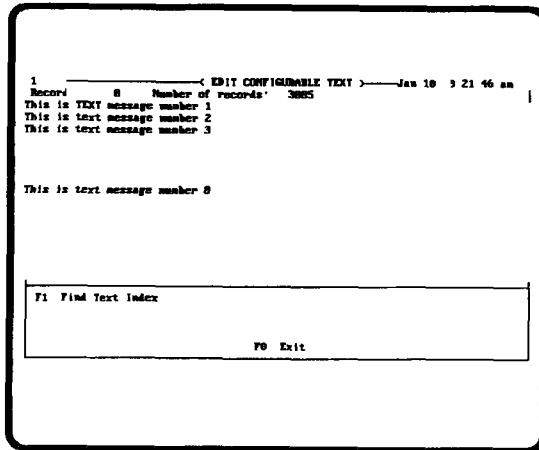 1 ( EDIT CONFIGURABLE TEXT ) Jan 10 9 21 46 am
Record 0 Number of records' 3005
This is TEXT message number 1
This is text message number 2
This is text message number 3
This is text message number 8
F1 Find Text Index
F8 Exit